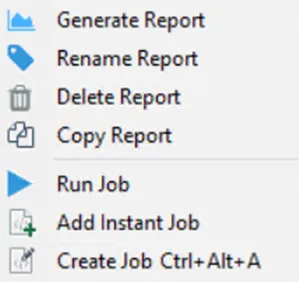 Generate Report
Rename Report
Delete Report
Copy Report
Run Job
Add Instant Job
Create Job Ctrl+Alt+A